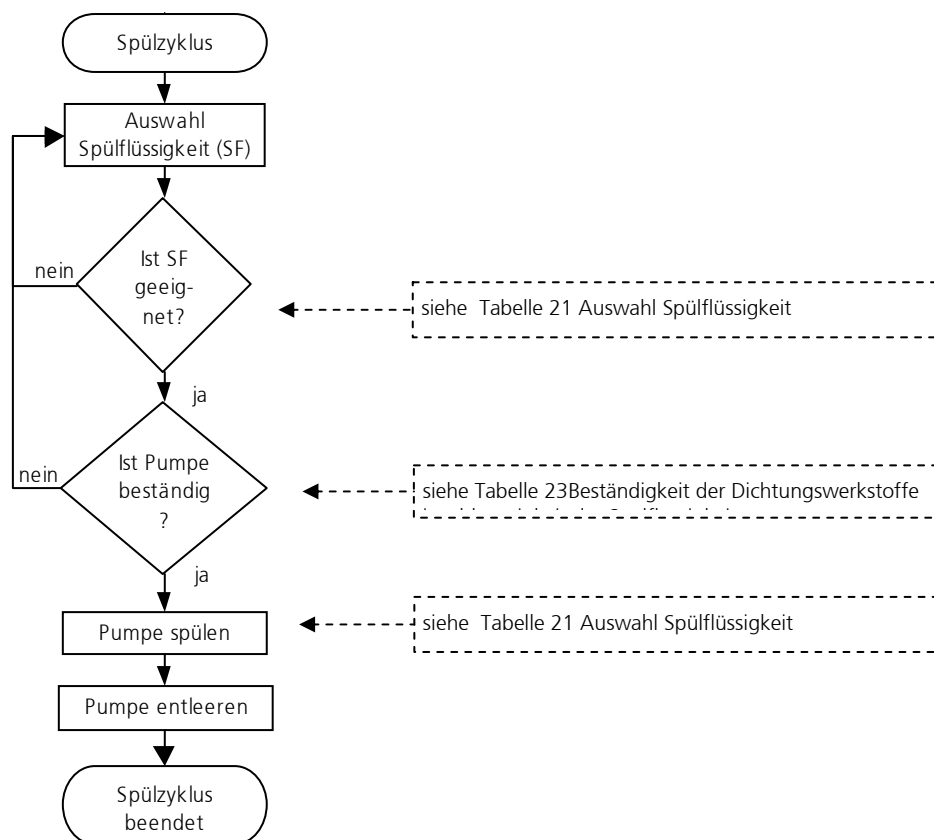 Spülzyklus
Auswahl
Spülflüssigkeit (SF)
Ist SF
geeig-
net?
nein
siehe Tabelle 21 Auswahl Spülflüssigkeit
ja
Ist Pumpe
beständig
?
nein
siehe Tabelle 23Beständigkeit der Dichtungswerkstoffe
ja
Pumpe spülen
siehe Tabelle 21 Auswahl Spülflüssigkeit
Pumpe entleeren
Spülzyklus
beendet